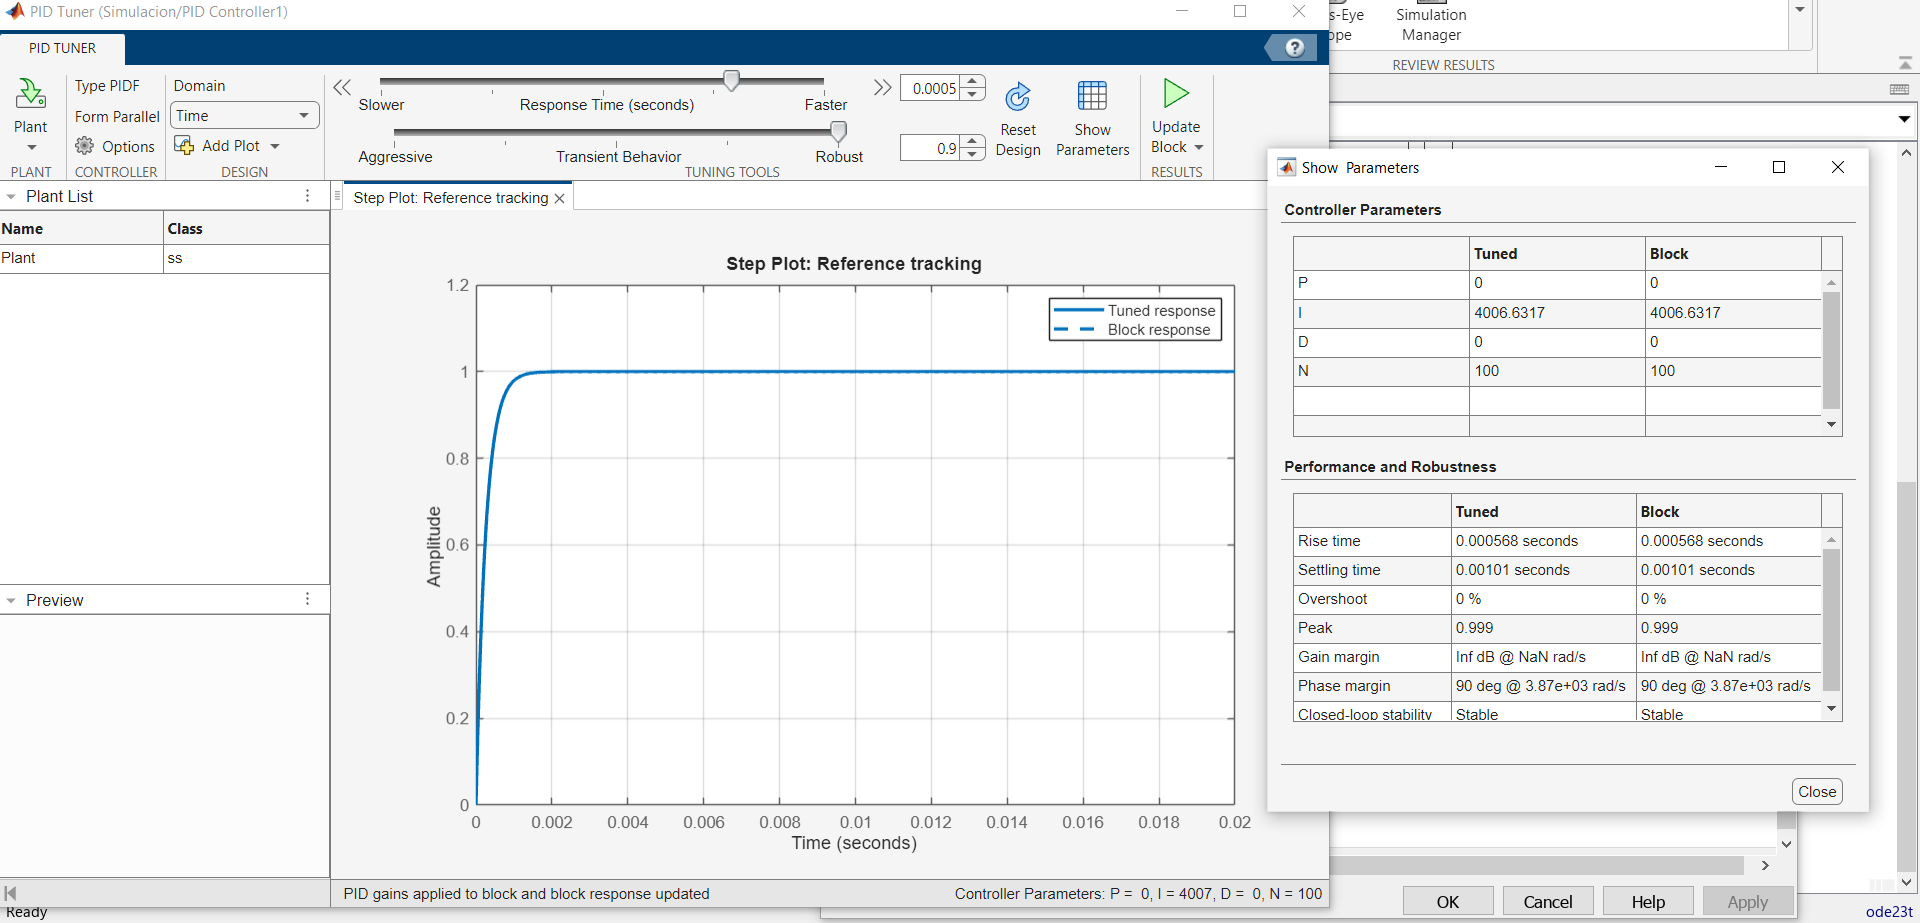 PID Tuner (Simulacion/PID Controller1)
PID TUNER
Plant
PLANT
Type PIDF
Form Parallel
Options
CONTROLLER
Domain
Time
Add Plot
DESIGN
Slower
Response Time (seconds)
Faster
0.0005
Aggressive
Transient Behavior
Robust
0.9
TUNING TOOLS
Reset
Design
Show
Parameters
Update
Block
RESULTS
s-Eye
ope
Simulation
Manager
REVIEW RESULTS
Plant List
Name Class
Plant ss
Preview
Step Plot: Reference tracking
Step Plot: Reference tracking
Tuned response
Block response
1.2
1
0.8
0.6
0.4
0.2
0
Amplitude
0 0.002 0.004 0.006 0.008 0.01 0.012 0.014 0.016 0.018 0.02
Time (seconds)
PID gains applied to block and block response updated
Controller Parameters: P = 0, I = 4007, D = 0, N = 100
Show Parameters
Controller Parameters
Tuned Block
P 0 0
I 4006.6317 4006.6317
D 0 0
N 100 100
Performance and Robustness
Tuned Block
Rise time 0.000568 seconds 0.000568 seconds
Settling time 0.00101 seconds 0.00101 seconds
Overshoot 0 % 0 %
Peak 0.999 0.999
Gain margin Inf dB @ NaN rad/s Inf dB @ NaN rad/s
Phase margin 90 deg @ 3.87e+03 rad/s 90 deg @ 3.87e+03 rad/s
Closed-loop stability Stable Stable
Close
OK Cancel Help Apply
Ready
ode23t